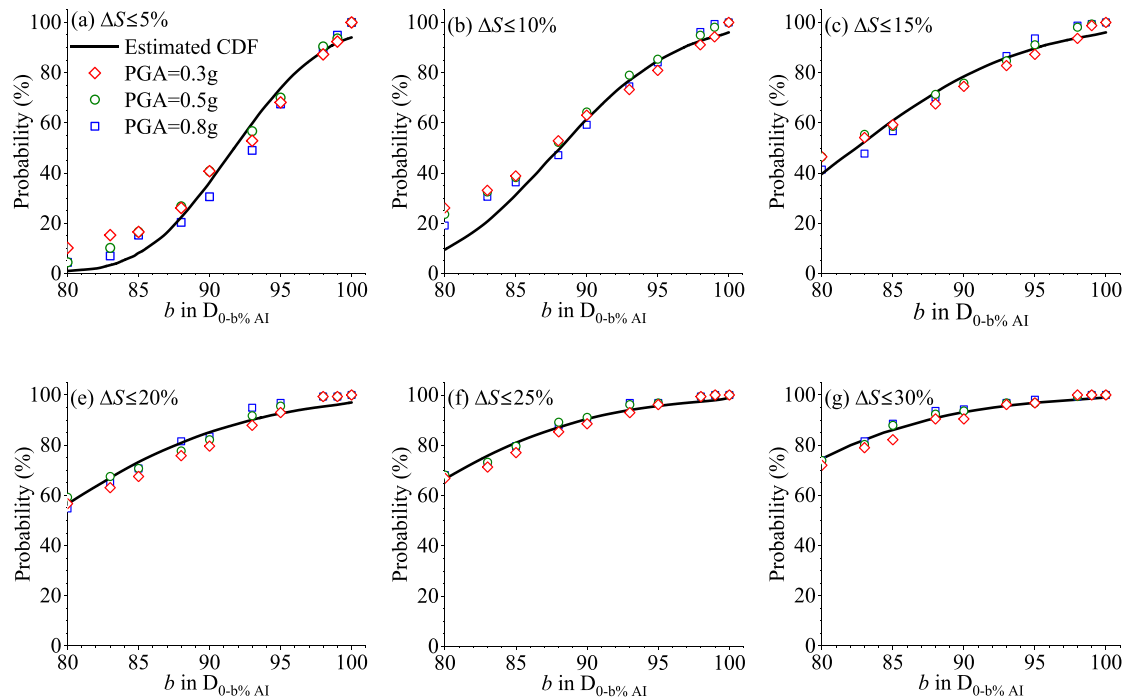 (a) ΔS≤5%
Estimated CDF
PGA=0.3g
PGA=0.5g
PGA=0.8g
Probability (%)
100
80
60
40
20
0
80 85 90 95 100
b in D0-b% AI
(b) ΔS≤10%
Probability (%)
100
80
60
40
20
0
80 85 90 95 100
b in D0-b% AI
(c) ΔS≤15%
Probability (%)
100
80
60
40
20
0
80 85 90 95 100
b in D0-b% AI
(e) ΔS≤20%
Probability (%)
100
80
60
40
20
0
80 85 90 95 100
b in D0-b% AI
(f) ΔS≤25%
Probability (%)
100
80
60
40
20
0
80 85 90 95 100
b in D0-b% AI
(g) ΔS≤30%
Probability (%)
100
80
60
40
20
0
80 85 90 95 100
b in D0-b% AI